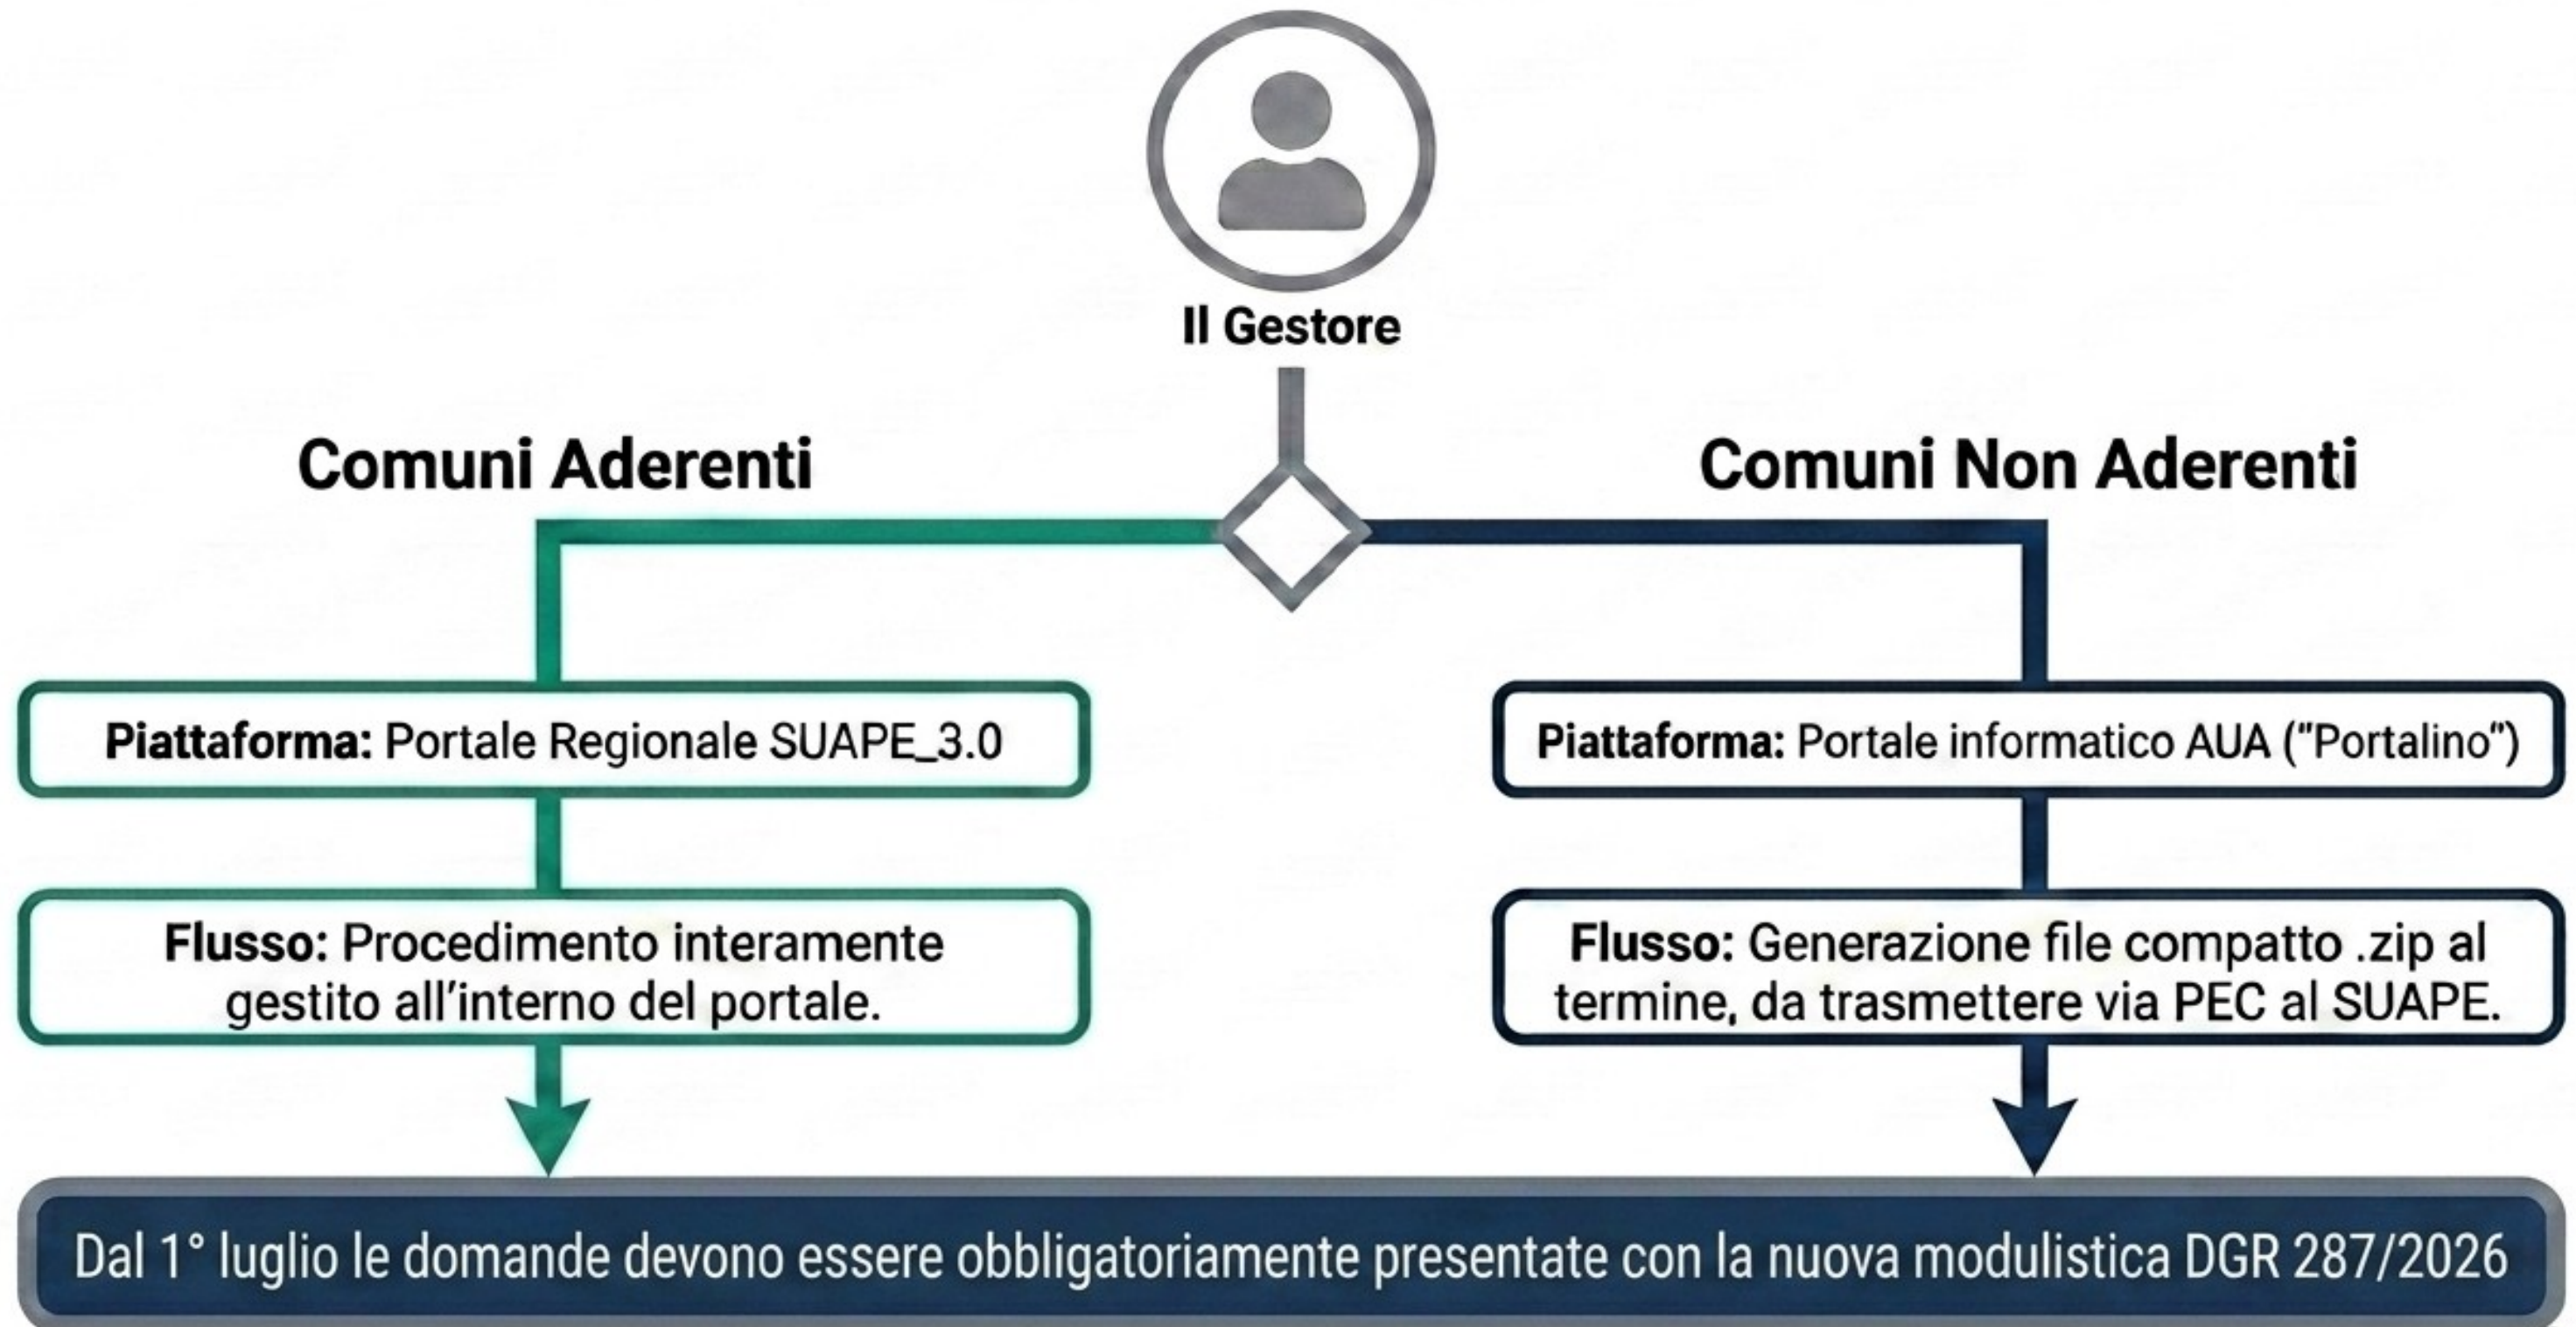 Il Gestore
Comuni Aderenti
Piattaforma: Portale Regionale SUAPE_3.0
Flusso: Procedimento interamente
gestito all'interno del portale.
Comuni Non Aderenti
Piattaforma: Portale informatico AUA ("Portalino")
Flusso: Generazione file compatto .zip al
termine, da trasmettere via PEC al SUAPE.
Dal 1° luglio le domande devono essere obbligatoriamente presentate con la nuova modulistica DGR 287/2026